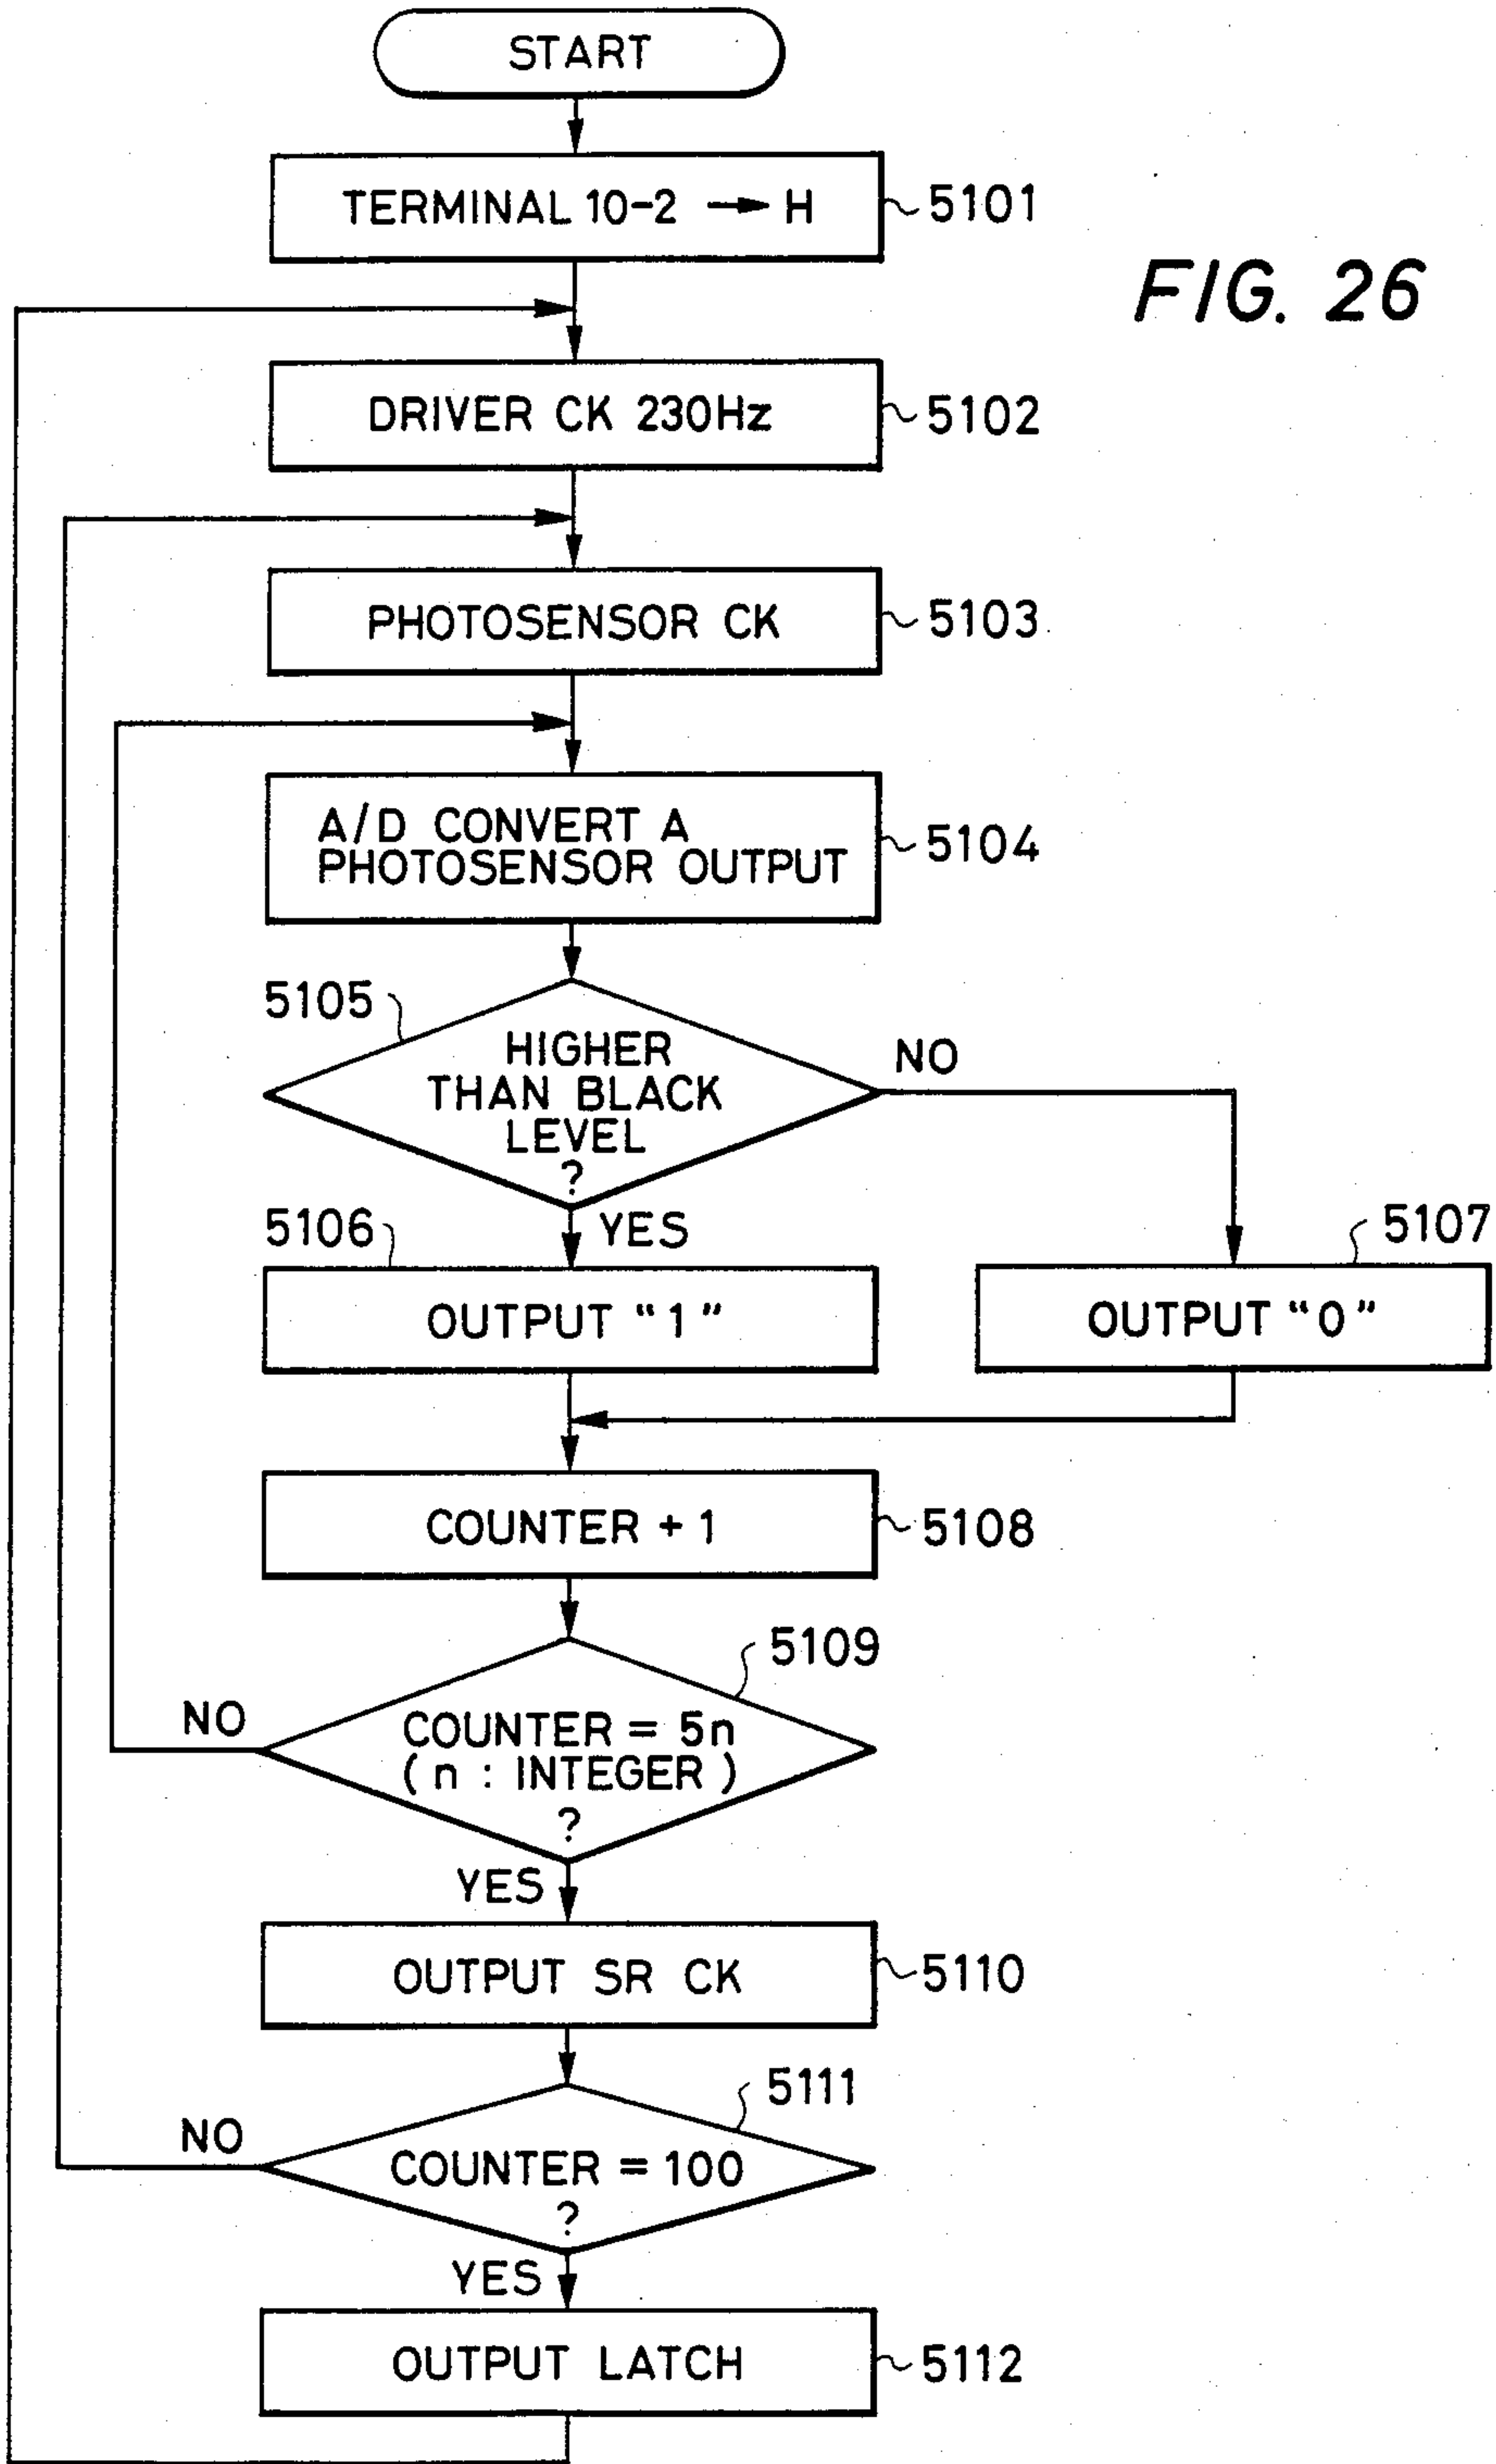 START
TERMINAL 10-2 → H
5101
FIG. 26
DRIVER CK 230Hz
5102
PHOTOSENSOR CK
5103
A/D CONVERT A
PHOTOSENSOR OUTPUT
5104
5105
HIGHER
THAN BLACK
LEVEL
?
NO
YES
5106
OUTPUT "1"
5107
OUTPUT "0"
COUNTER + 1
5108
5109
COUNTER = 5n
( n : INTEGER )
?
NO
YES
OUTPUT SR CK
5110
5111
COUNTER = 100
?
NO
YES
OUTPUT LATCH
5112